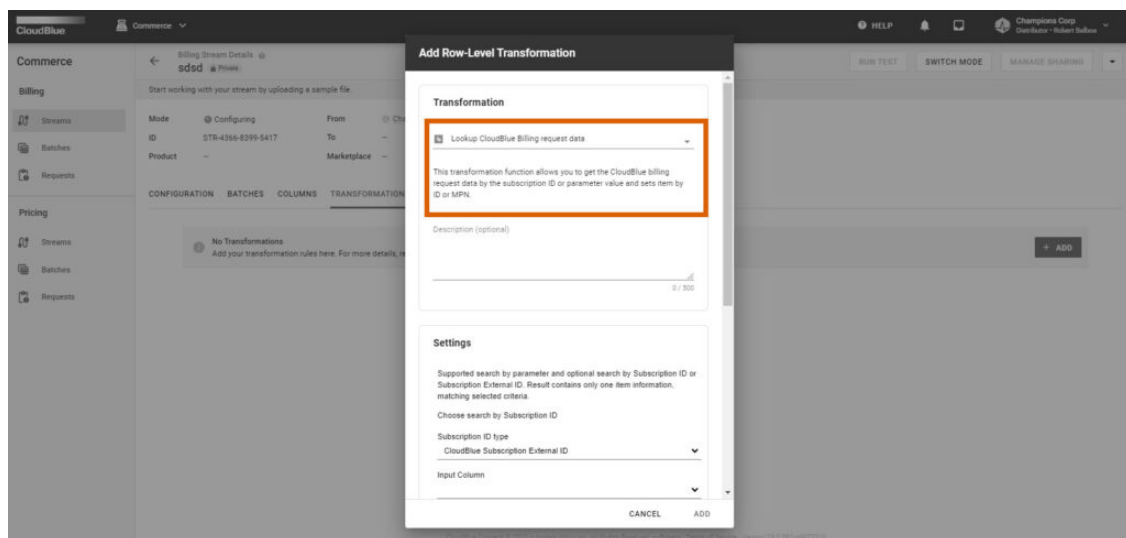 CloudBlue
Commerce
HELP
Champions Corp
Distributor - Robert Balbow
Commerce
Billing Stream Details
sdsd Private
RUN TEST SWITCH MODE MANAGE SHARING
Billing
Start working with your stream by uploading a sample file.
Streams
Batches
Requests
Mode Configuring From
ID STR-4366-8399-5417 To –
Product – Marketplace –
CONFIGURATION BATCHES COLUMNS TRANSFORMATION
Pricing
Streams
Batches
Requests
No Transformations
Add your transformation rules here. For more details,
+ ADD
Add Row-Level Transformation
Transformation
Lookup CloudBlue Billing request data
This transformation function allows you to get the CloudBlue billing
request data by the subscription ID or parameter value and sets item by
ID or MPN.
Description (optional)
0 / 500
Settings
Supported search by parameter and optional search by Subscription ID or
Subscription External ID. Result contains only one item information,
matching selected criteria.
Choose search by Subscription ID
Subscription ID type
CloudBlue Subscription External ID
Input Column
CANCEL ADD